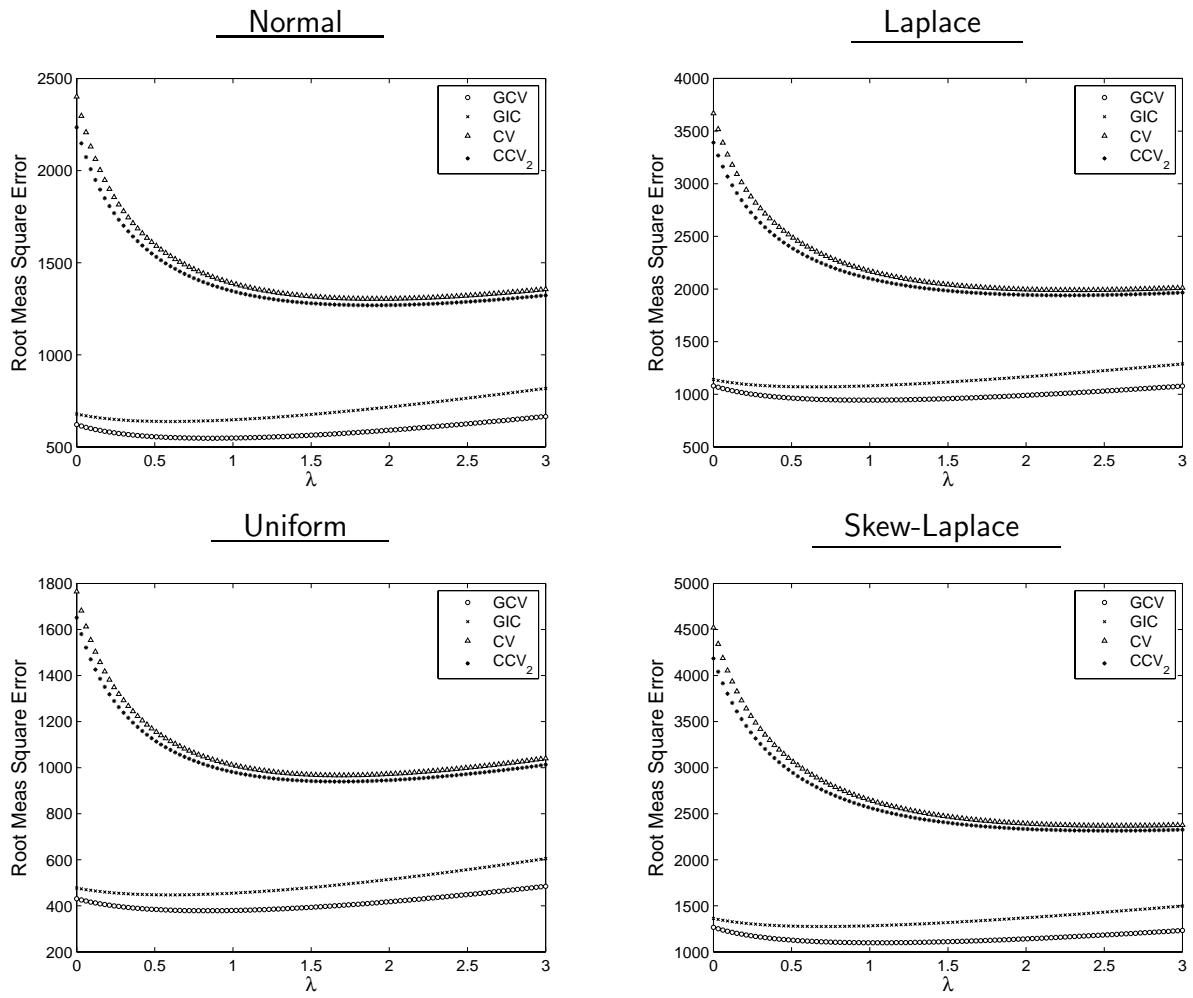 Normal
2500
2000
1500
1000
500
0
0.5
1
1.5
2
2.5
3
λ
Root Meas Square Error
GCV
GIC
CV
CCV2
Laplace
4000
3500
3000
2500
2000
1500
1000
500
0
0.5
1
1.5
2
2.5
3
λ
Root Meas Square Error
GCV
GIC
CV
CCV2
Uniform
1800
1600
1400
1200
1000
800
600
400
200
0
0.5
1
1.5
2
2.5
3
λ
Root Meas Square Error
GCV
GIC
CV
CCV2
Skew-Laplace
5000
4500
4000
3500
3000
2500
2000
1500
1000
0
0.5
1
1.5
2
2.5
3
λ
Root Meas Square Error
GCV
GIC
CV
CCV2